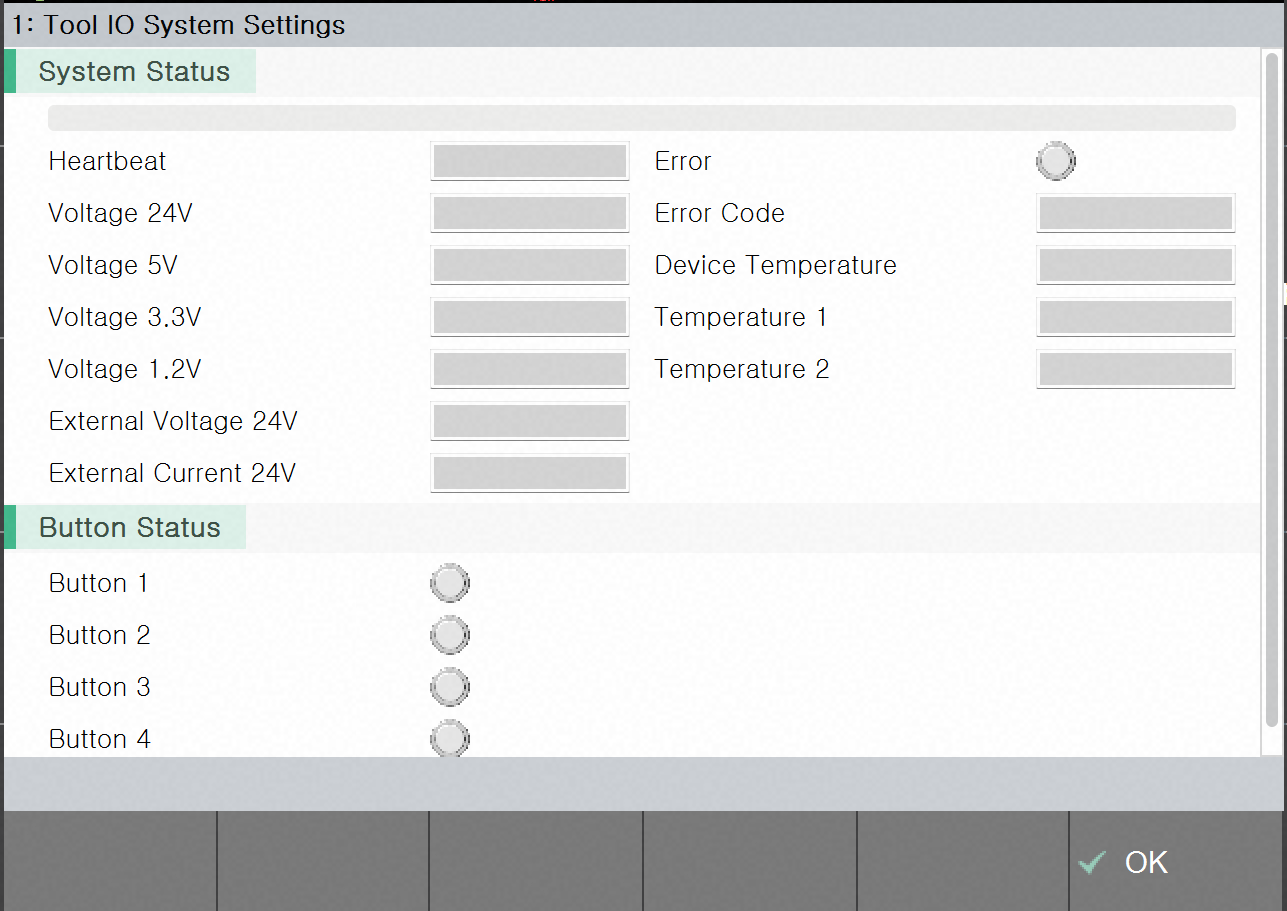 1: Tool IO System Settings
System Status
Heartbeat
Error
Voltage 24V
Error Code
Voltage 5V
Device Temperature
Voltage 3.3V
Temperature 1
Voltage 1.2V
Temperature 2
External Voltage 24V
External Current 24V
Button Status
Button 1
Button 2
Button 3
Button 4
OK